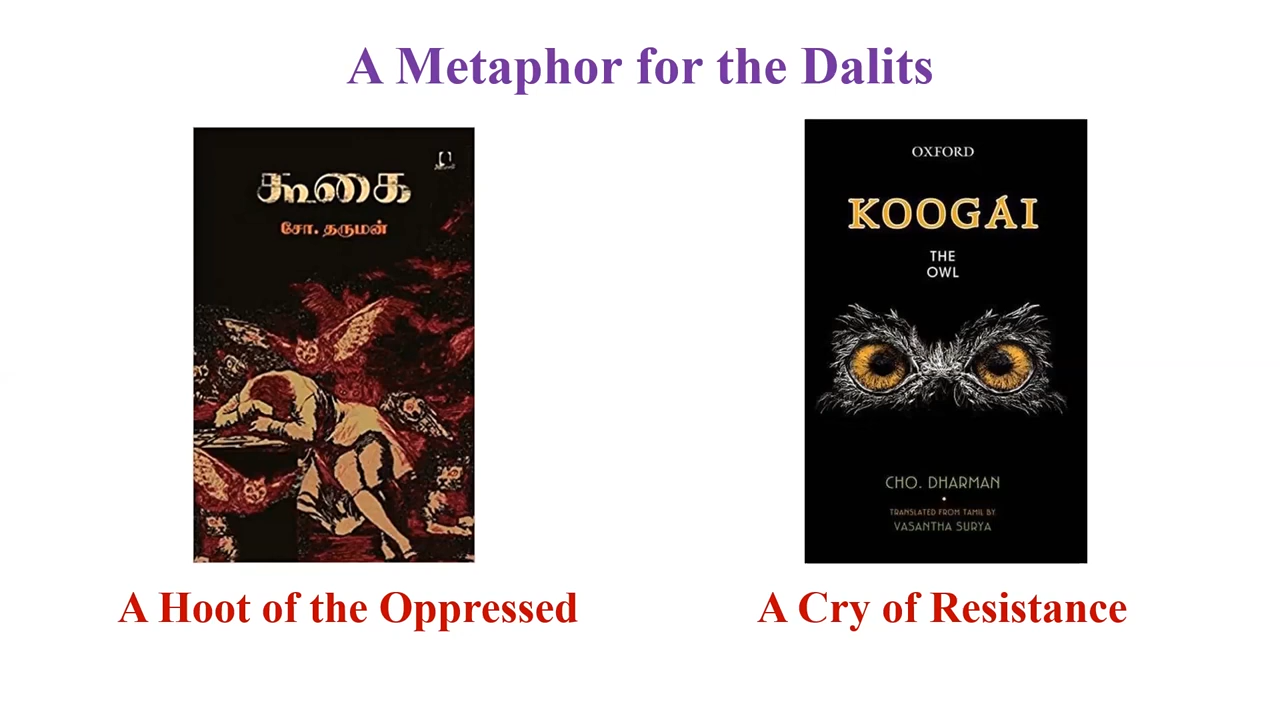 A Metaphor for the Dalits
கூகை
சோ. தருமன்
OXFORD
KOOGAI
THE
OWL
CHO. DHARMAN
TRANSLATED FROM TAMIL BY
VASANTHA SURYA
A Hoot of the Oppressed
A Cry of Resistance